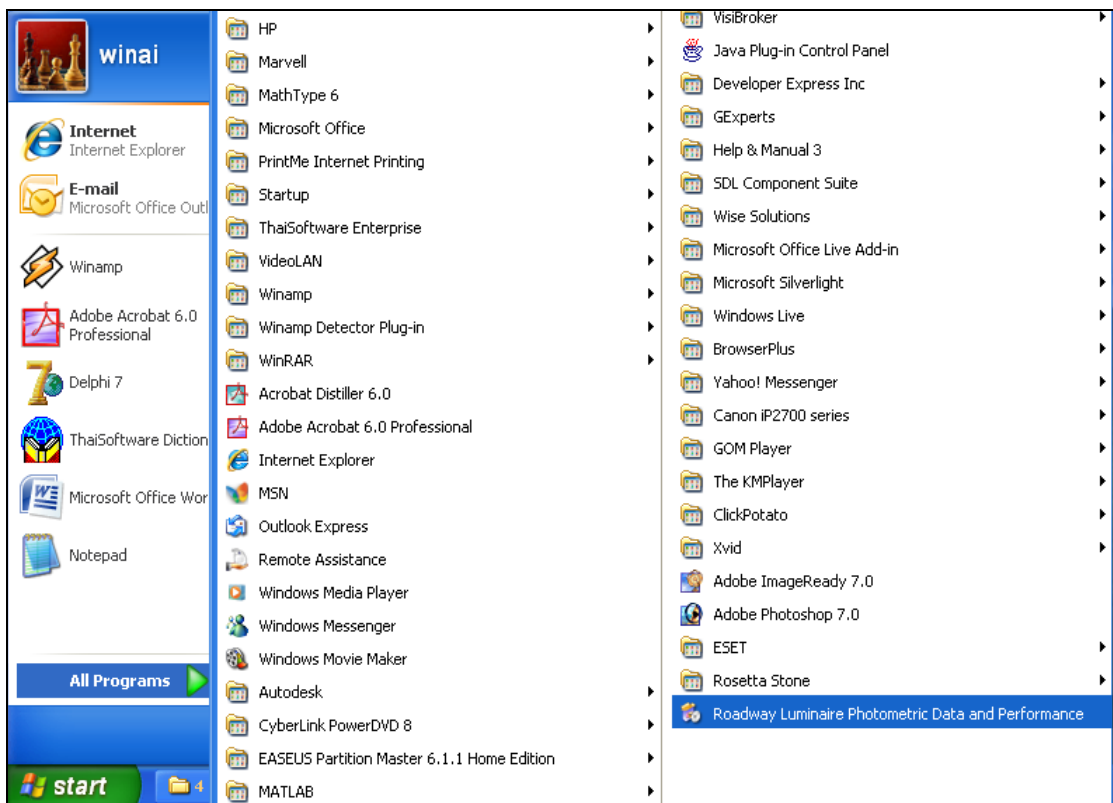 winai
Internet
Internet Explorer
E-mail
Microsoft Office Outl
Winamp
Adobe Acrobat 6.0
Professional
Delphi 7
ThaiSoftware Diction
Microsoft Office Wor
Notepad
All Programs
start
4
HP
Marvell
MathType 6
Microsoft Office
PrintMe Internet Printing
Startup
ThaiSoftware Enterprise
VideoLAN
Winamp
Winamp Detector Plug-in
WinRAR
Acrobat Distiller 6.0
Adobe Acrobat 6.0 Professional
Internet Explorer
MSN
Outlook Express
Remote Assistance
Windows Media Player
Windows Messenger
Windows Movie Maker
Autodesk
CyberLink PowerDVD 8
EASEUS Partition Master 6.1.1 Home Edition
MATLAB
VisiBroker
Java Plug-in Control Panel
Developer Express Inc
GExperts
Help & Manual 3
SDL Component Suite
Wise Solutions
Microsoft Office Live Add-in
Microsoft Silverlight
Windows Live
BrowserPlus
Yahoo! Messenger
Canon iP2700 series
GOM Player
The KMPlayer
ClickPotato
Xvid
Adobe ImageReady 7.0
Adobe Photoshop 7.0
ESET
Rosetta Stone
Roadway Luminaire Photometric Data and Performance